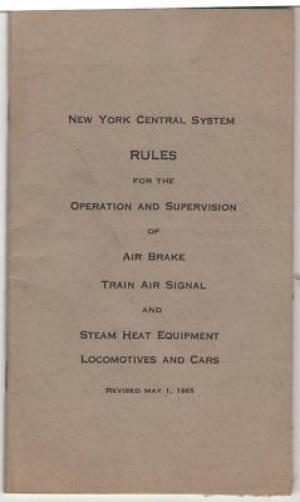 New York Central System
RULES
FOR THE
Operation and Supervision
OF
Air Brake
Train Air Signal
AND
Steam Heat Equipment
Locomotives and Cars
Revised May 1, 1965